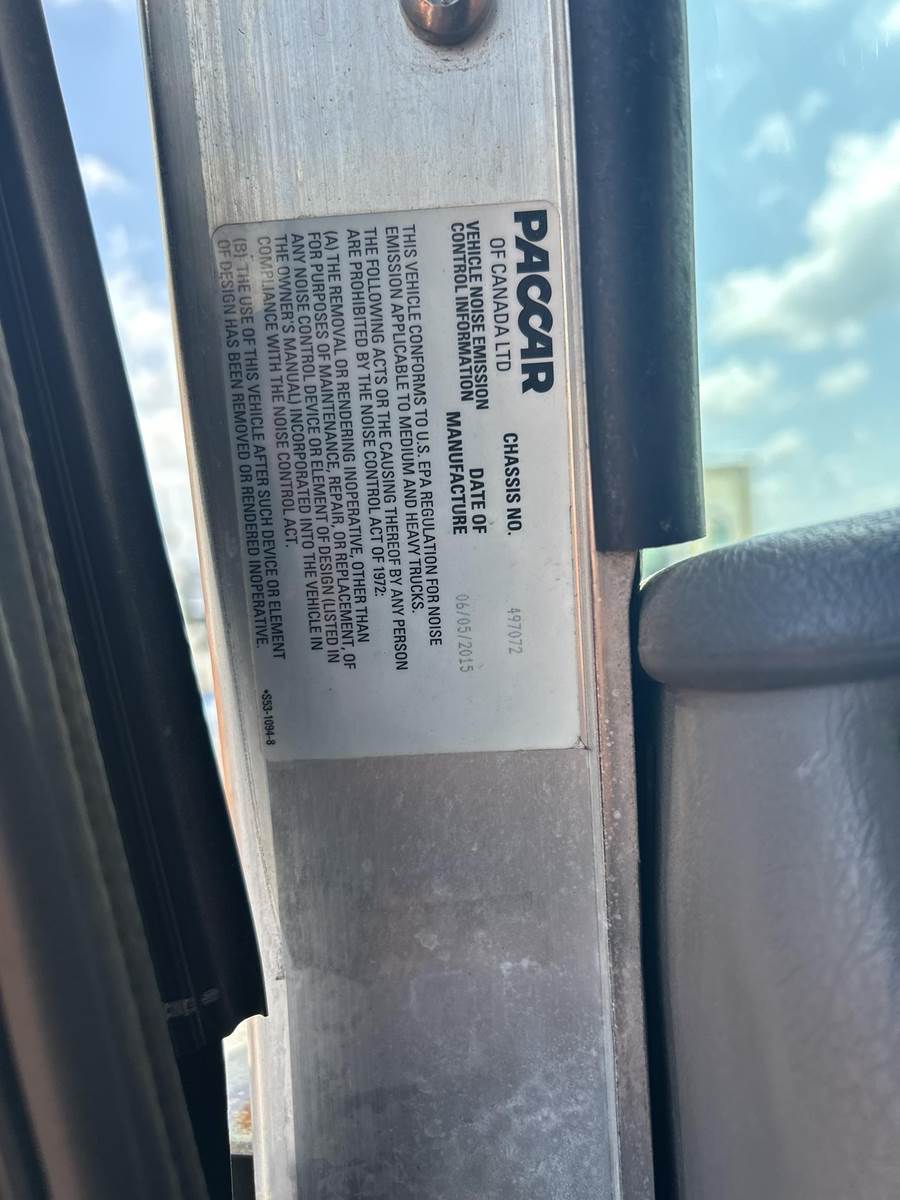 PACCAR
OF CANADA LTD
CHASSIS NO. 497072
VEHICLE NOISE EMISSION
CONTROL INFORMATION
DATE OF
MANUFACTURE
06/05/2015
THIS VEHICLE CONFORMS TO U.S. EPA REGULATION FOR NOISE
EMISSION APPLICABLE TO MEDIUM AND HEAVY TRUCKS.
THE FOLLOWING ACTS OR THE CAUSING THEREOF BY ANY PERSON
ARE PROHIBITED BY THE NOISE CONTROL ACT OF 1972:
(A) THE REMOVAL OR RENDERING INOPERATIVE, OTHER THAN
FOR PURPOSES OF MAINTENANCE, REPAIR, OR REPLACEMENT, OF
ANY NOISE CONTROL DEVICE OR ELEMENT OF DESIGN (LISTED IN
THE OWNER'S MANUAL) INCORPORATED INTO THE VEHICLE IN
COMPLIANCE WITH THE NOISE CONTROL ACT.
(B) THE USE OF THIS VEHICLE AFTER SUCH DEVICE OR ELEMENT
OF DESIGN HAS BEEN REMOVED OR RENDERED INOPERATIVE.
•S53-1094-8